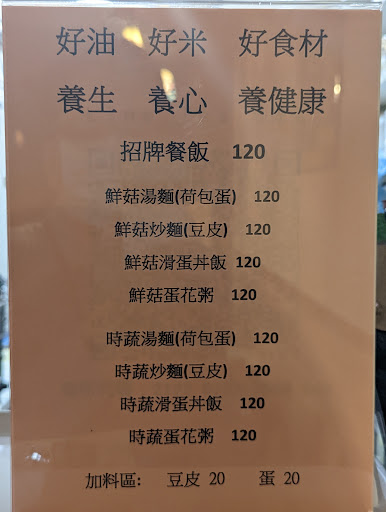 好油 好米 好食材
養生 養心 養健康
招牌餐飯 120
鮮菇湯麵(荷包蛋) 120
鮮菇炒麵(豆皮) 120
鮮菇滑蛋丼飯 120
鮮菇蛋花粥 120
時蔬湯麵(荷包蛋) 120
時蔬炒麵(豆皮) 120
時蔬滑蛋丼飯 120
時蔬蛋花粥 120
加料區: 豆皮 20 蛋 20